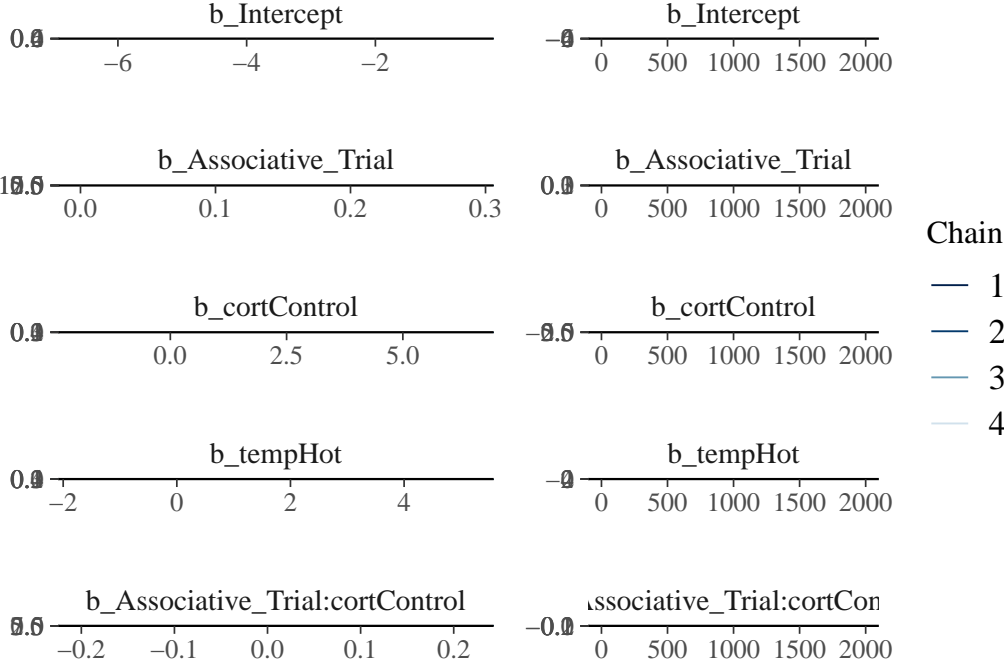 b_Intercept b_Intercept
−6 −4 −2 0 500 1000 1500 2000
b_Associative_Trial b_Associative_Trial
0.0 0.1 0.2 0.3 0 500 1000 1500 2000
Chain
1
2
3
4
b_cortControl b_cortControl
0.0 2.5 5.0 0 500 1000 1500 2000
b_tempHot b_tempHot
−2 0 2 4 0 500 1000 1500 2000
b_Associative_Trial:cortControl ssociative_Trial:cortCon
−0.2 −0.1 0.0 0.1 0.2 0 500 1000 1500 2000